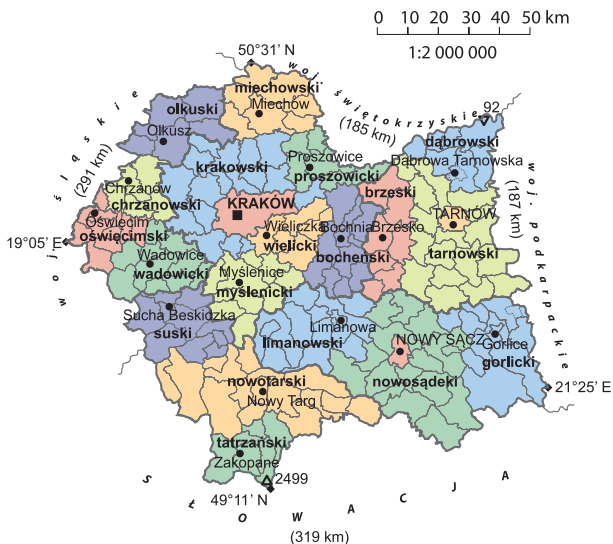 0 10 20 30 40 50 km
1:2 000 000
50°31' N
woj. świętokrzyskie
(185 km)
92
woj. śląskie
(291 km)
miechowski
Miechów
olkuski
Olkusz
dąbrowski
Dąbrowa Tarnowska
krakowski
Proszowice
proszowicki
woj. podkarpackie
(187 km)
Chrzanów
chrzanowski
brzeski
KRAKÓW
TARNÓW
Oświęcim
oświęcimski
Wieliczka
wielicki
Bochnia
bocheński
Brzesko
tarnowski
19°05' E
Wadowice
wadowicki
Myślenice
myślenicki
Sucha Beskidzka
suski
Limanowa
limanowski
NOWY SĄCZ
nowosądeki
Gorlice
gorlicki
21°25' E
nowotarski
Nowy Targ
tatrzański
Zakopane
2499
49°11' N
SŁOWACJA
(319 km)